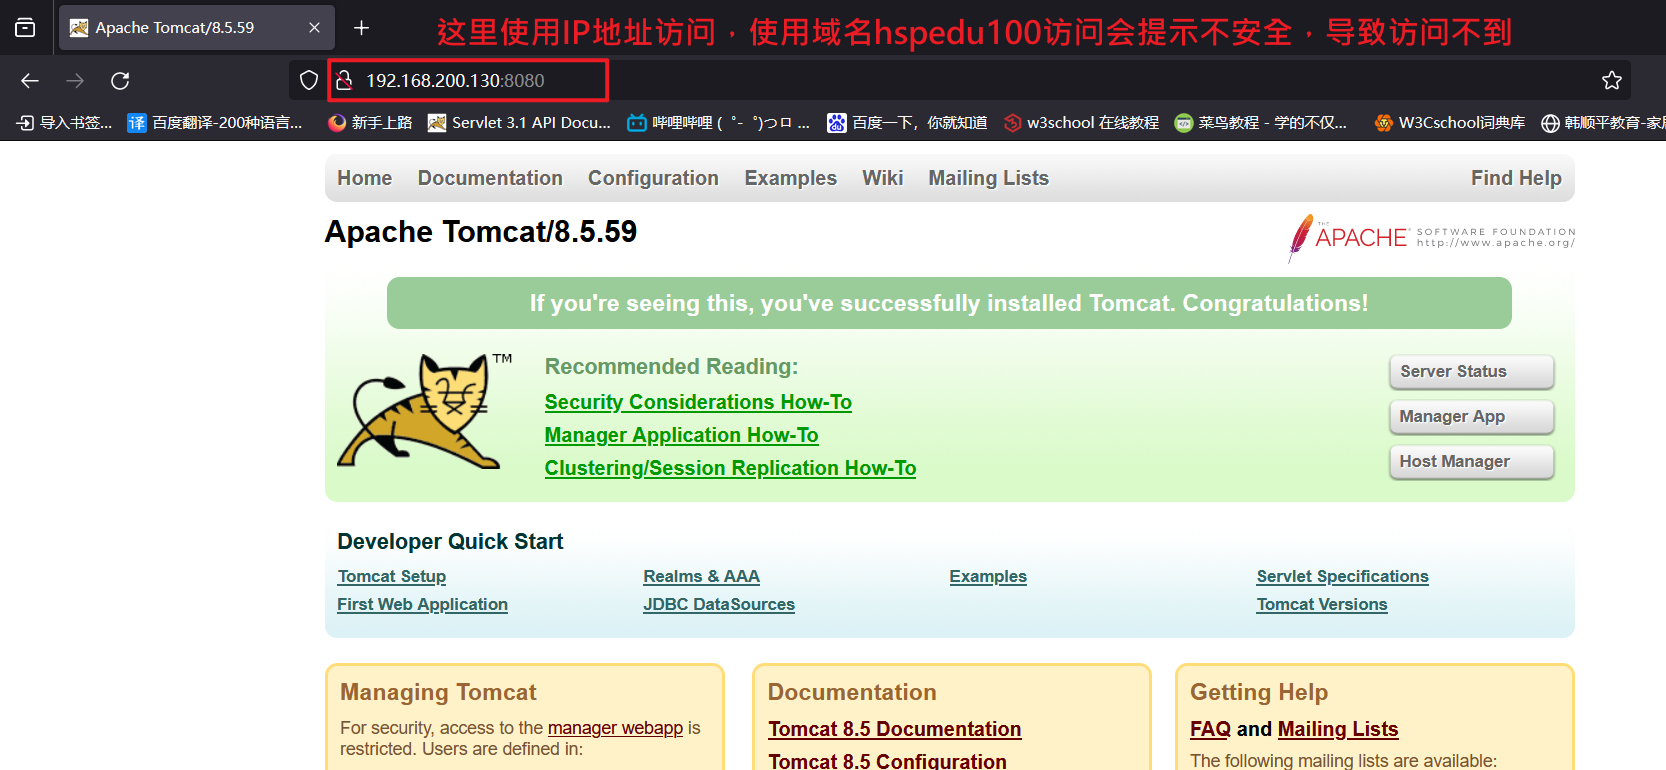 Apache Tomcat/8.5.59
这里使用IP地址访问，使用域名hspedu100访问会提示不安全，导致访问不到
192.168.200.130:8080
导入书签... 百度翻译-200种语言... 新手上路 Servlet 3.1 API Docu... 哔哩哔哩 ( ゜- ゜)つロ ... 百度一下，你就知道 w3school 在线教程 菜鸟教程 - 学的不仅... W3Cschool词典库 韩顺平教育-家
Home Documentation Configuration Examples Wiki Mailing Lists Find Help
Apache Tomcat/8.5.59
THE APACHE SOFTWARE FOUNDATION
http://www.apache.org/
If you're seeing this, you've successfully installed Tomcat. Congratulations!
TM
Recommended Reading:
Security Considerations How-To
Manager Application How-To
Clustering/Session Replication How-To
Server Status
Manager App
Host Manager
Developer Quick Start
Tomcat Setup Realms & AAA Examples Servlet Specifications
First Web Application JDBC DataSources Tomcat Versions
Managing Tomcat
For security, access to the manager webapp is
restricted. Users are defined in:
Documentation
Tomcat 8.5 Documentation
Tomcat 8.5 Configuration
Getting Help
FAQ and Mailing Lists
The following mailing lists are available: